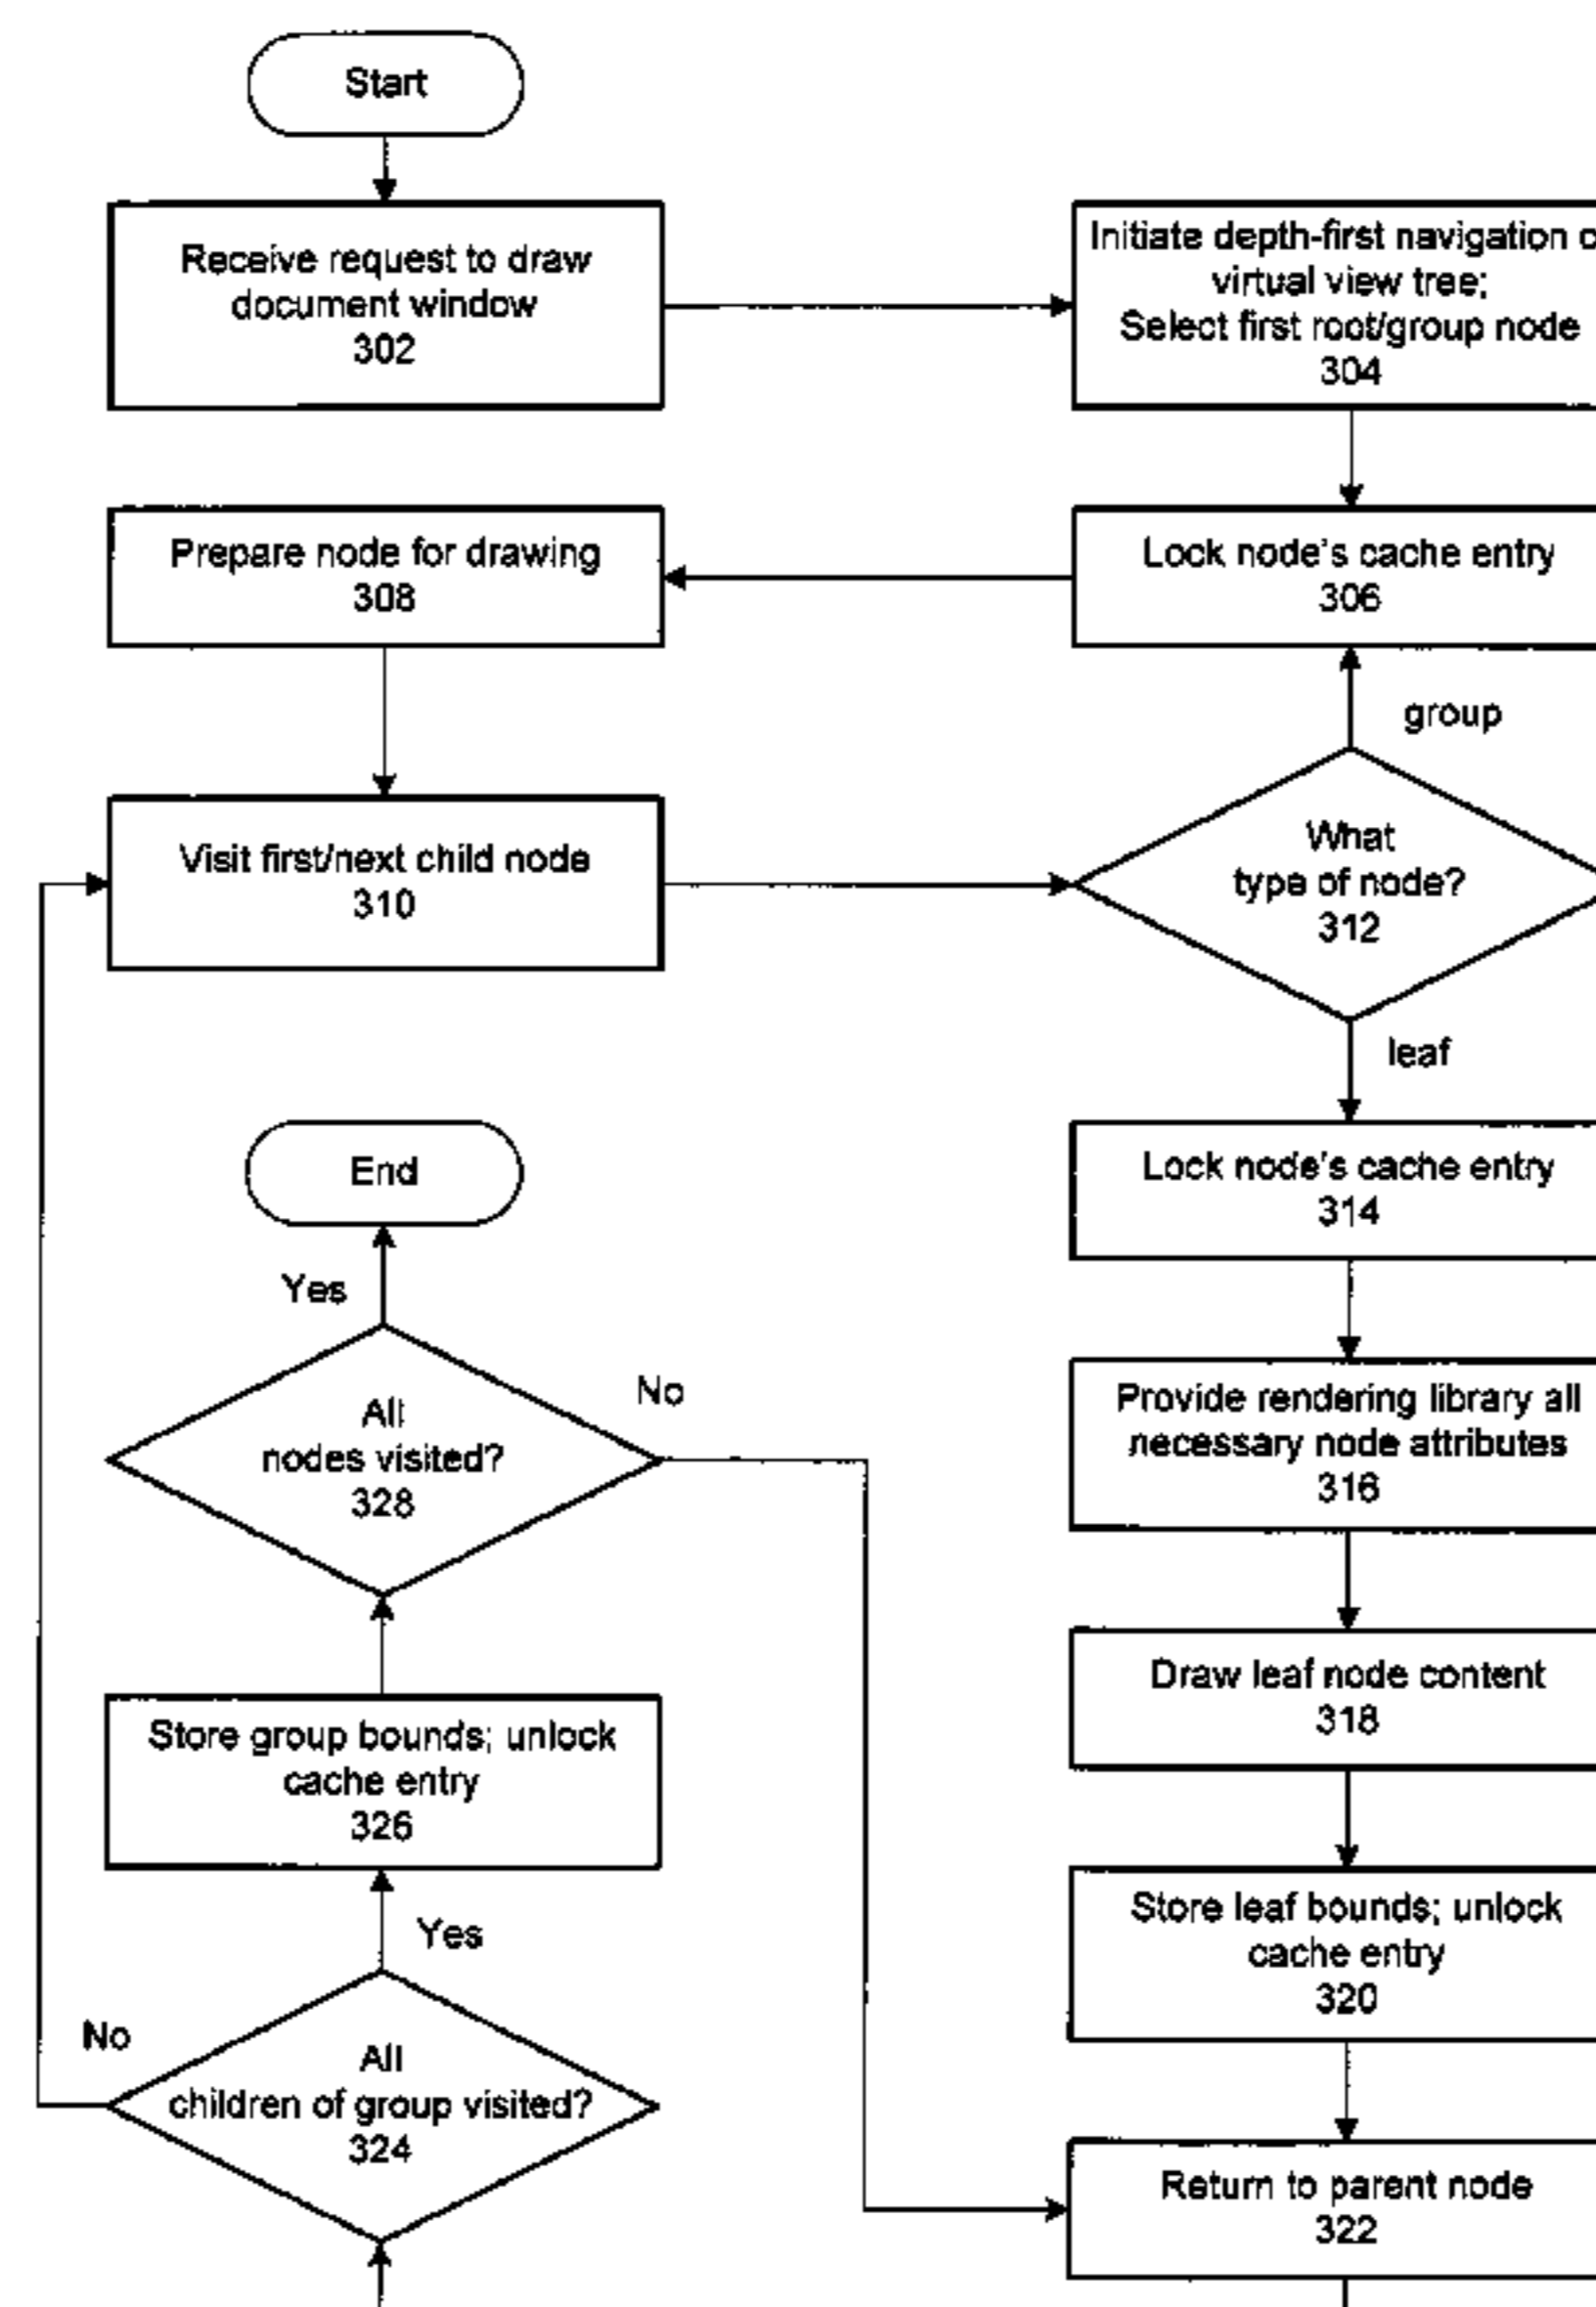 Start
Receive request to draw
document window
302
Initiate depth-first navigation
virtual view tree;
Select first root/group node
304
Prepare node for drawing
308
Lock node's cache entry
306
group
Visit first/next child node
310
What
type of node?
312
leaf
End
Lock node's cache entry
314
Yes
All
nodes visited?
328
No
Provide rendering library all
necessary node attributes
316
Draw leaf node content
318
Store group bounds; unlock
cache entry
326
Yes
Store leaf bounds; unlock
cache entry
320
No
All
children of group visited?
324
Return to parent node
322